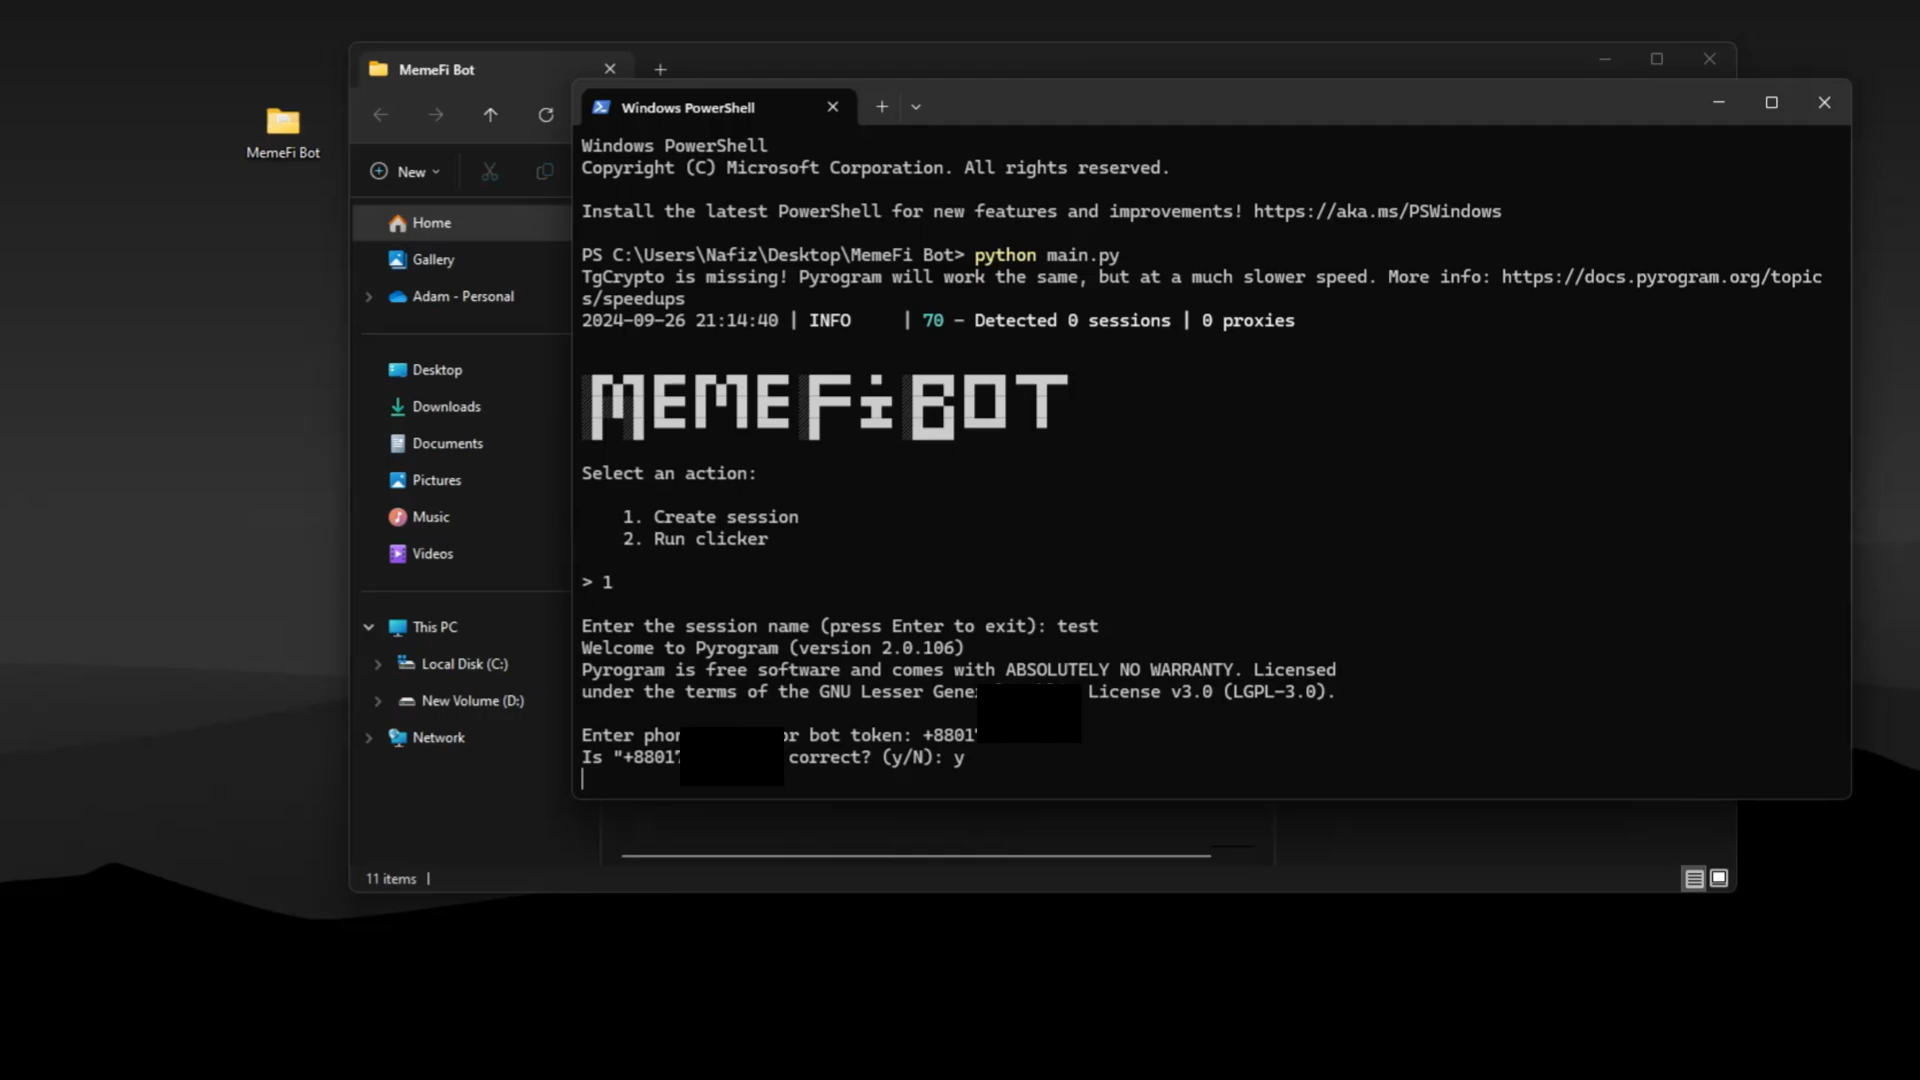 MemeFi Bot
MemeFi Bot
New
Home
Gallery
Adam - Personal
Desktop
Downloads
Documents
Pictures
Music
Videos
This PC
Local Disk (C:)
New Volume (D:)
Network
11 items
Windows PowerShell
Windows PowerShell
Copyright (C) Microsoft Corporation. All rights reserved.
Install the latest PowerShell for new features and improvements! https://aka.ms/PSWindows
PS C:\Users\Nafiz\Desktop\MemeFi Bot> python main.py
TgCrypto is missing! Pyrogram will work the same, but at a much slower speed. More info: https://docs.pyrogram.org/topic
s/speedups
2024-09-26 21:14:40 | INFO     | 70 - Detected 0 sessions | 0 proxies
MEMEFiBOT
Select an action:
1. Create session
2. Run clicker
> 1
Enter the session name (press Enter to exit): test
Welcome to Pyrogram (version 2.0.106)
Pyrogram is free software and comes with ABSOLUTELY NO WARRANTY. Licensed
under the terms of the GNU Lesser License v3.0 (LGPL-3.0).
Enter or bot token: +8801
Is "+8801 correct? (y/N): y